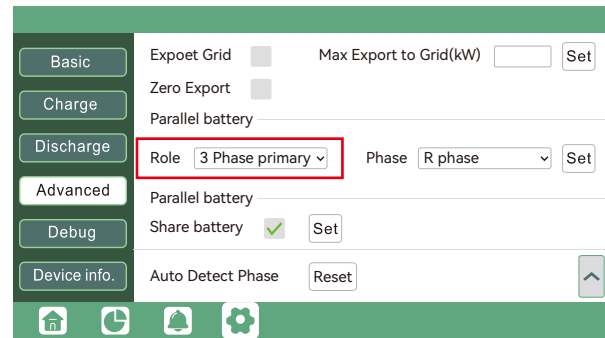 Basic
Charge
Discharge
Advanced
Debug
Device info.
Expoet Grid Max Export to Grid(kW) Set
Zero Export
Parallel battery
Role 3 Phase primary Phase R phase Set
Parallel battery
Share battery Set
Auto Detect Phase Reset